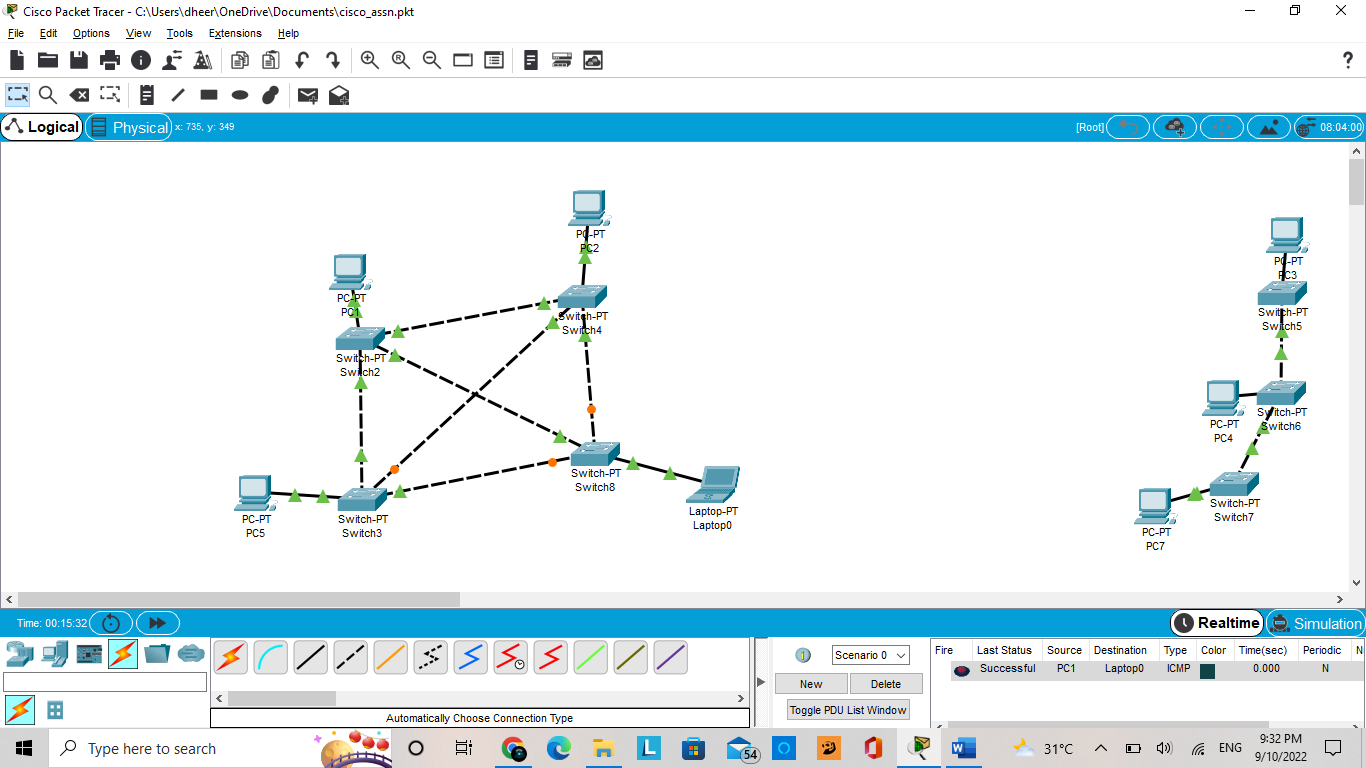 Cisco Packet Tracer - C:\Users\dheer\OneDrive\Documents\cisco_assn.pkt
File Edit Options View Tools Extensions Help
Logical Physical x: 735, y: 349 [Root] 08:04:00
PC-PT
PC2
PC-PT
PC1
Switch-PT
Switch4
Switch-PT
Switch2
PC-PT
PC3
Switch-PT
Switch5
PC-PT
PC4
Switch-PT
Switch6
Switch-PT
Switch8
PC-PT
PC5
Switch-PT
Switch3
Laptop-PT
Laptop0
Switch-PT
Switch7
PC-PT
PC7
Time: 00:15:32 Realtime Simulation
Scenario 0
New Delete
Toggle PDU List Window
Fire Last Status Source Destination Type Color Time(sec) Periodic N
Successful PC1 Laptop0 ICMP 0.000 N
Automatically Choose Connection Type
Type here to search
54
31°C ENG
9:32 PM
9/10/2022